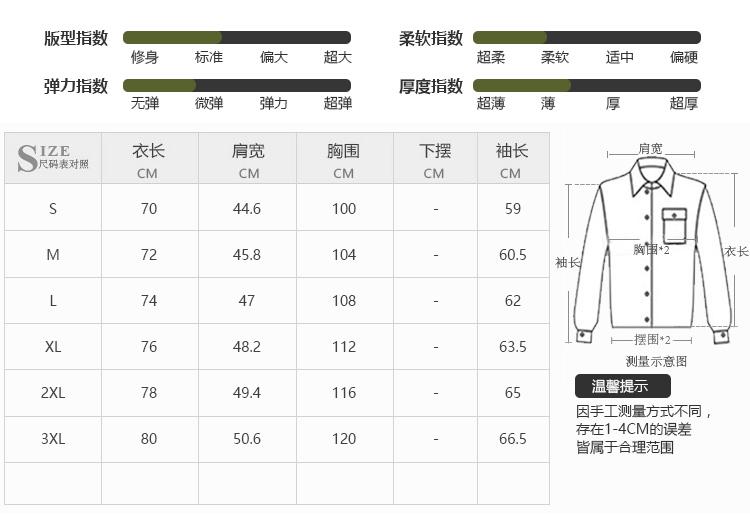 版型指数
修身 标准 偏大 超大
柔软指数
超柔 柔软 适中 偏硬
弹力指数
无弹 微弹 弹力 超弹
厚度指数
超薄 薄 厚 超厚
SIZE 尺码表对照 衣长 CM 肩宽 CM 胸围 CM 下摆 CM 袖长 CM
S 70 44.6 100 - 59
M 72 45.8 104 - 60.5
L 74 47 108 - 62
XL 76 48.2 112 - 63.5
2XL 78 49.4 116 - 65
3XL 80 50.6 120 - 66.5
肩宽
胸围*2
衣长
袖长
摆围*2
测量示意图
温馨提示
因手工测量方式不同，
存在1-4CM的误差
皆属于合理范围